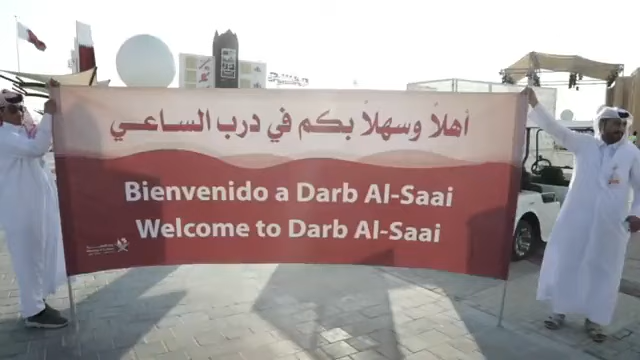 أهلاً وسهلاً بكم في درب الساعي
Bienvenido a Darb Al-Saai
Welcome to Darb Al-Saai